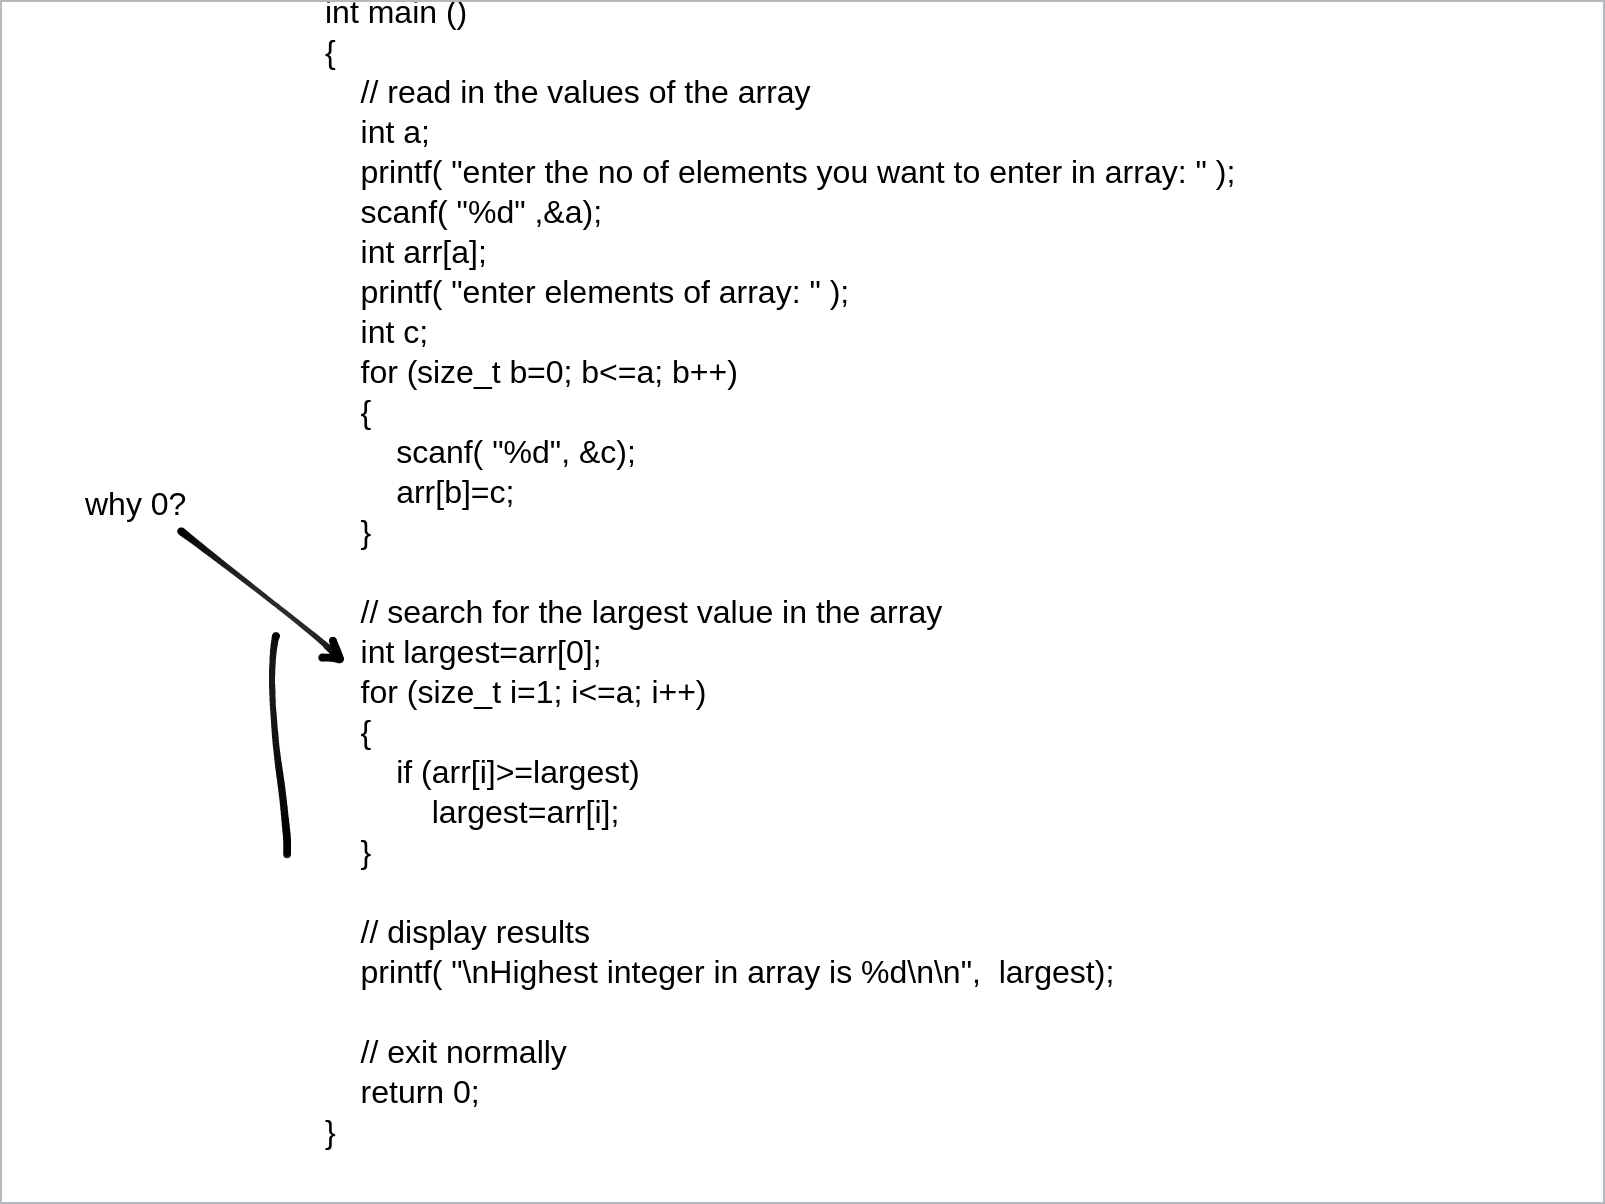 int main ()
{
// read in the values of the array
int a;
printf( "enter the no of elements you want to enter in array: " );
scanf( "%d" ,&a);
int arr[a];
printf( "enter elements of array: " );
int c;
for (size_t b=0; b<=a; b++)
{
scanf( "%d", &c);
arr[b]=c;
why 0?
}
// search for the largest value in the array
int largest=arr[0];
for (size_t i=1; i<=a; i++)
{
if (arr[i]>=largest)
largest=arr[i];
}
// display results
printf( "\nHighest integer in array is %d\n\n",  largest);
// exit normally
return 0;
}